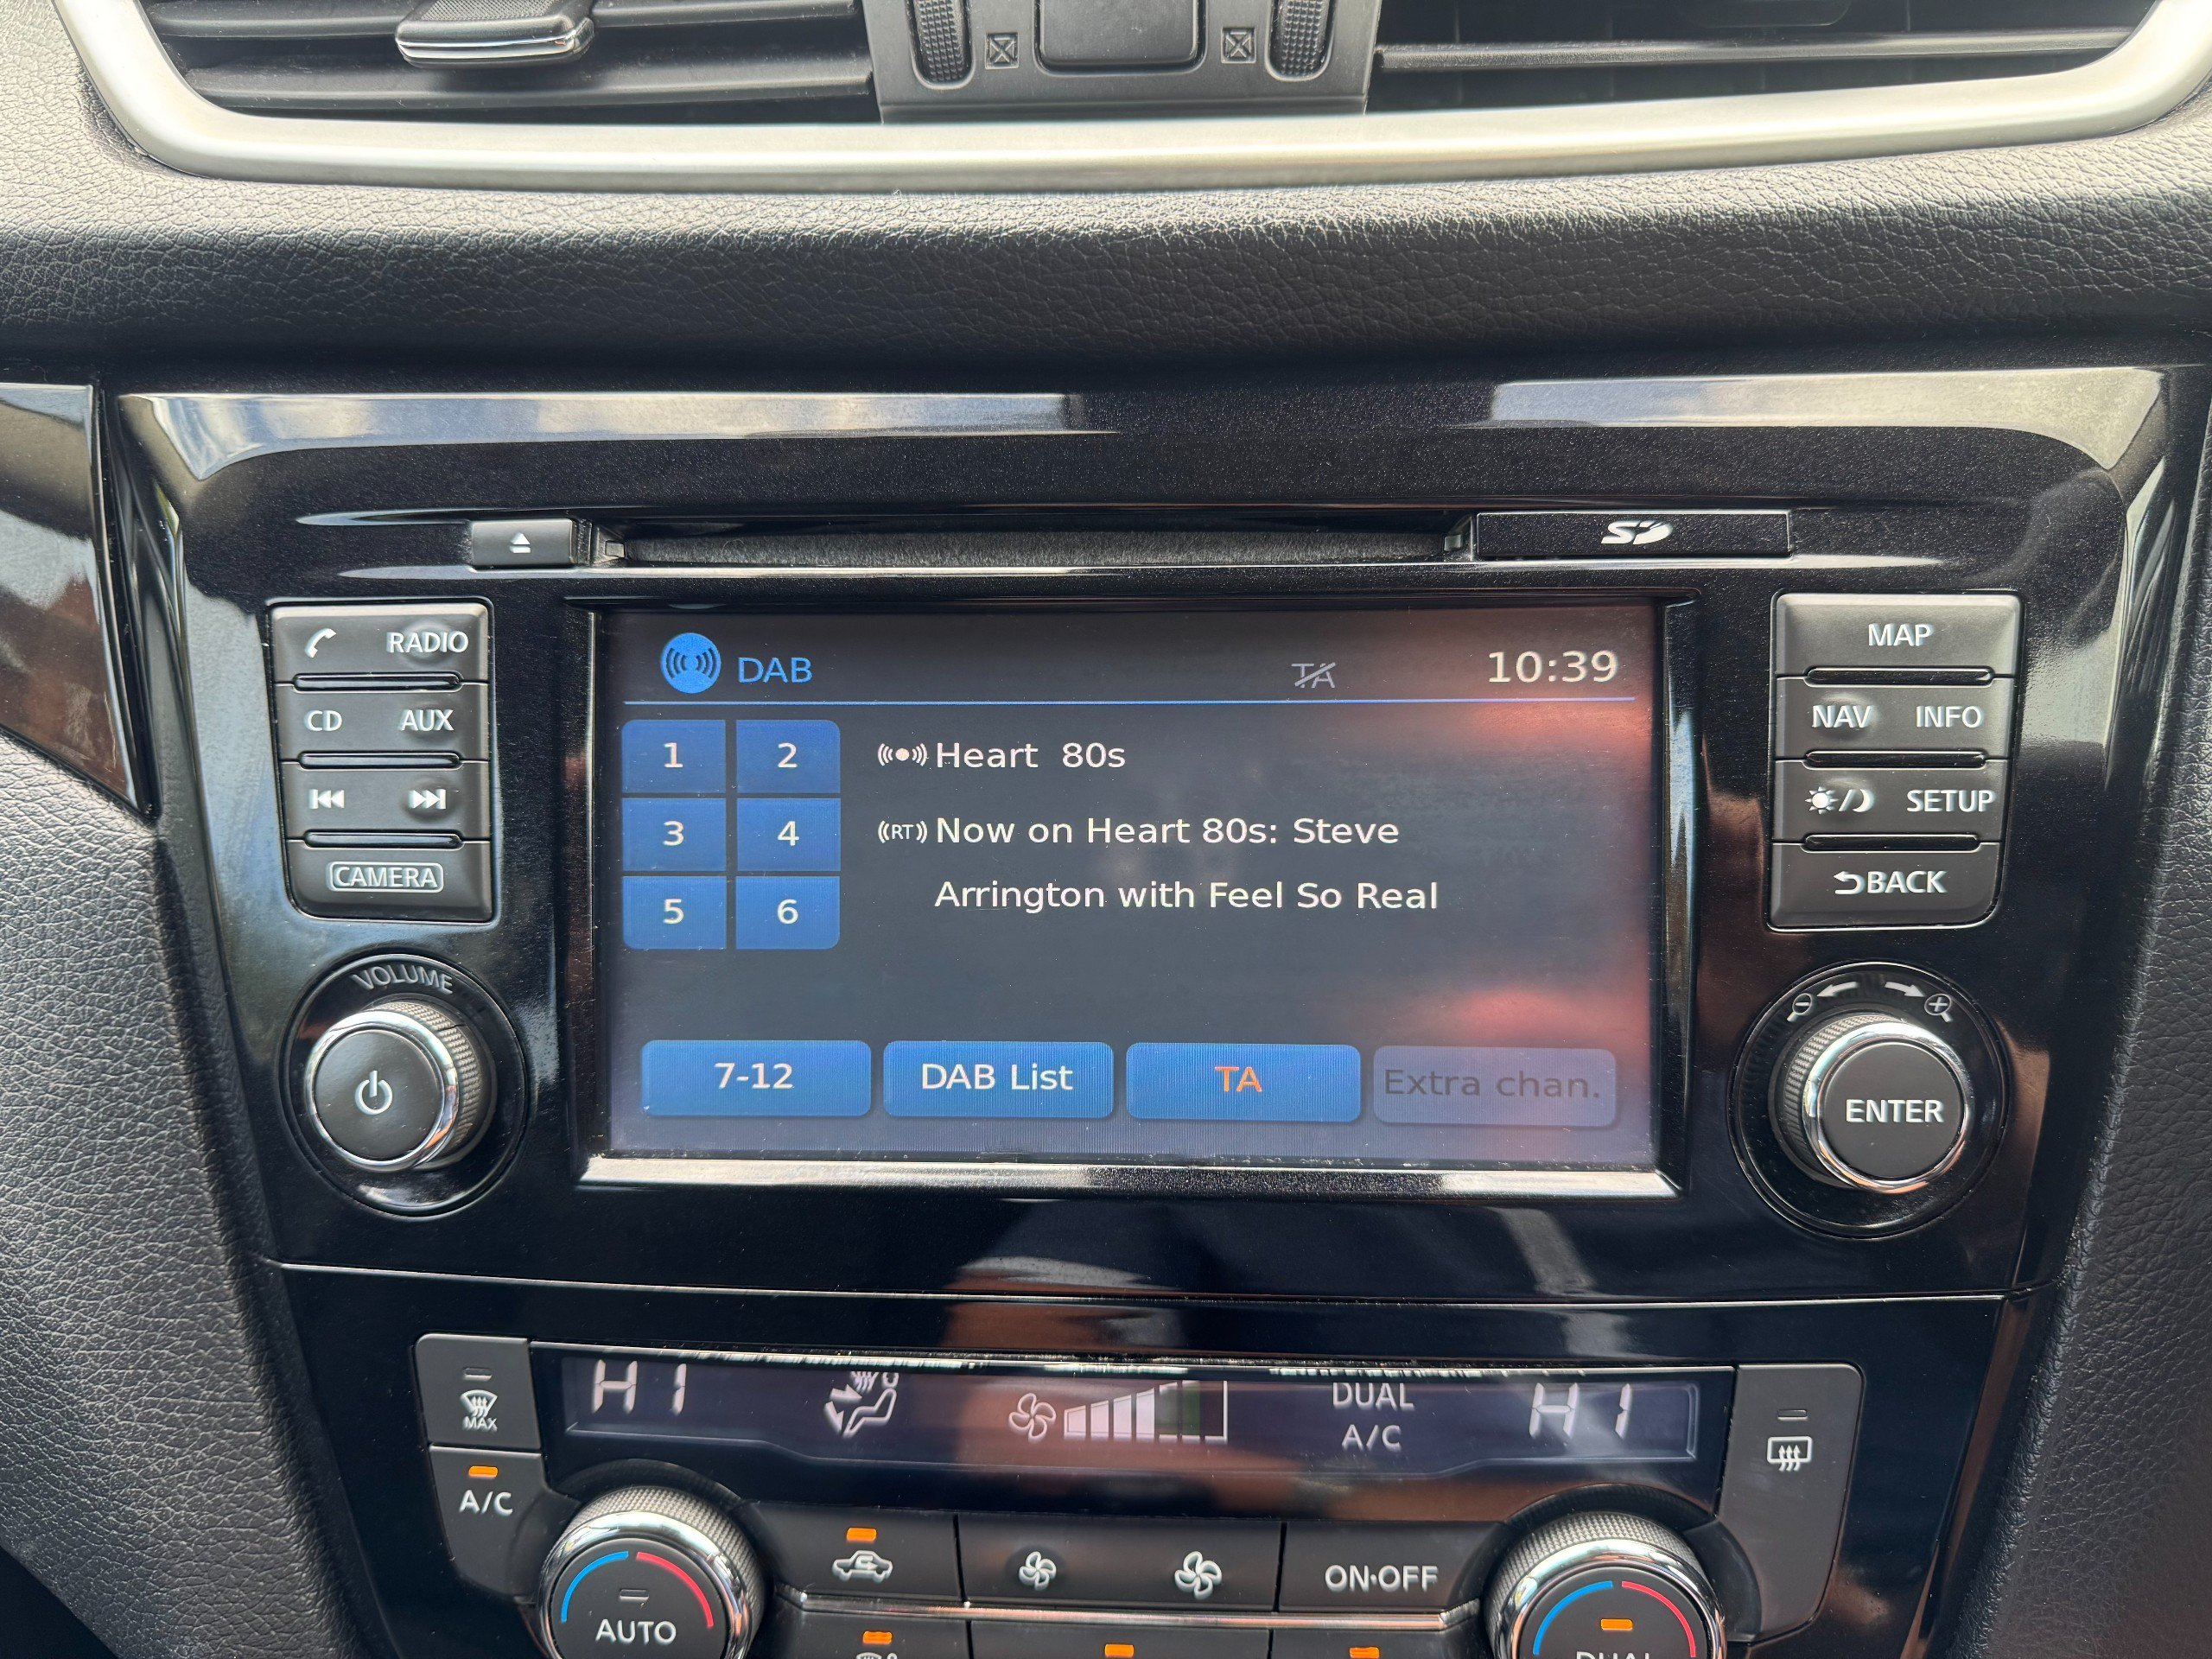 SD
RADIO
CD AUX
CAMERA
VOLUME
DAB TA 10:39
1 2 Heart 80s
3 4 RT Now on Heart 80s: Steve
Arrington with Feel So Real
5 6
7-12 DAB List TA Extra chan.
MAP
NAV INFO
SETUP
BACK
ENTER
MAX
HI DUAL HI
A/C
A/C
ON·OFF
AUTO
DUAL